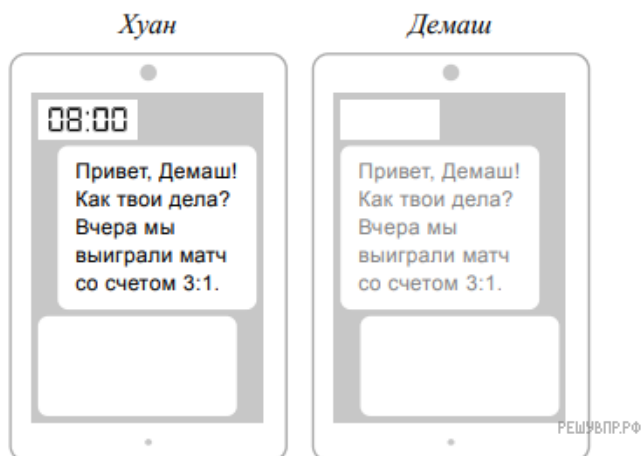 Хуан
Демаш
08:00
Привет, Демаш!
Как твои дела?
Вчера мы
выиграли матч
со счетом 3:1.
Привет, Демаш!
Как твои дела?
Вчера мы
выиграли матч
со счетом 3:1.
РЕШУВПР.РФ